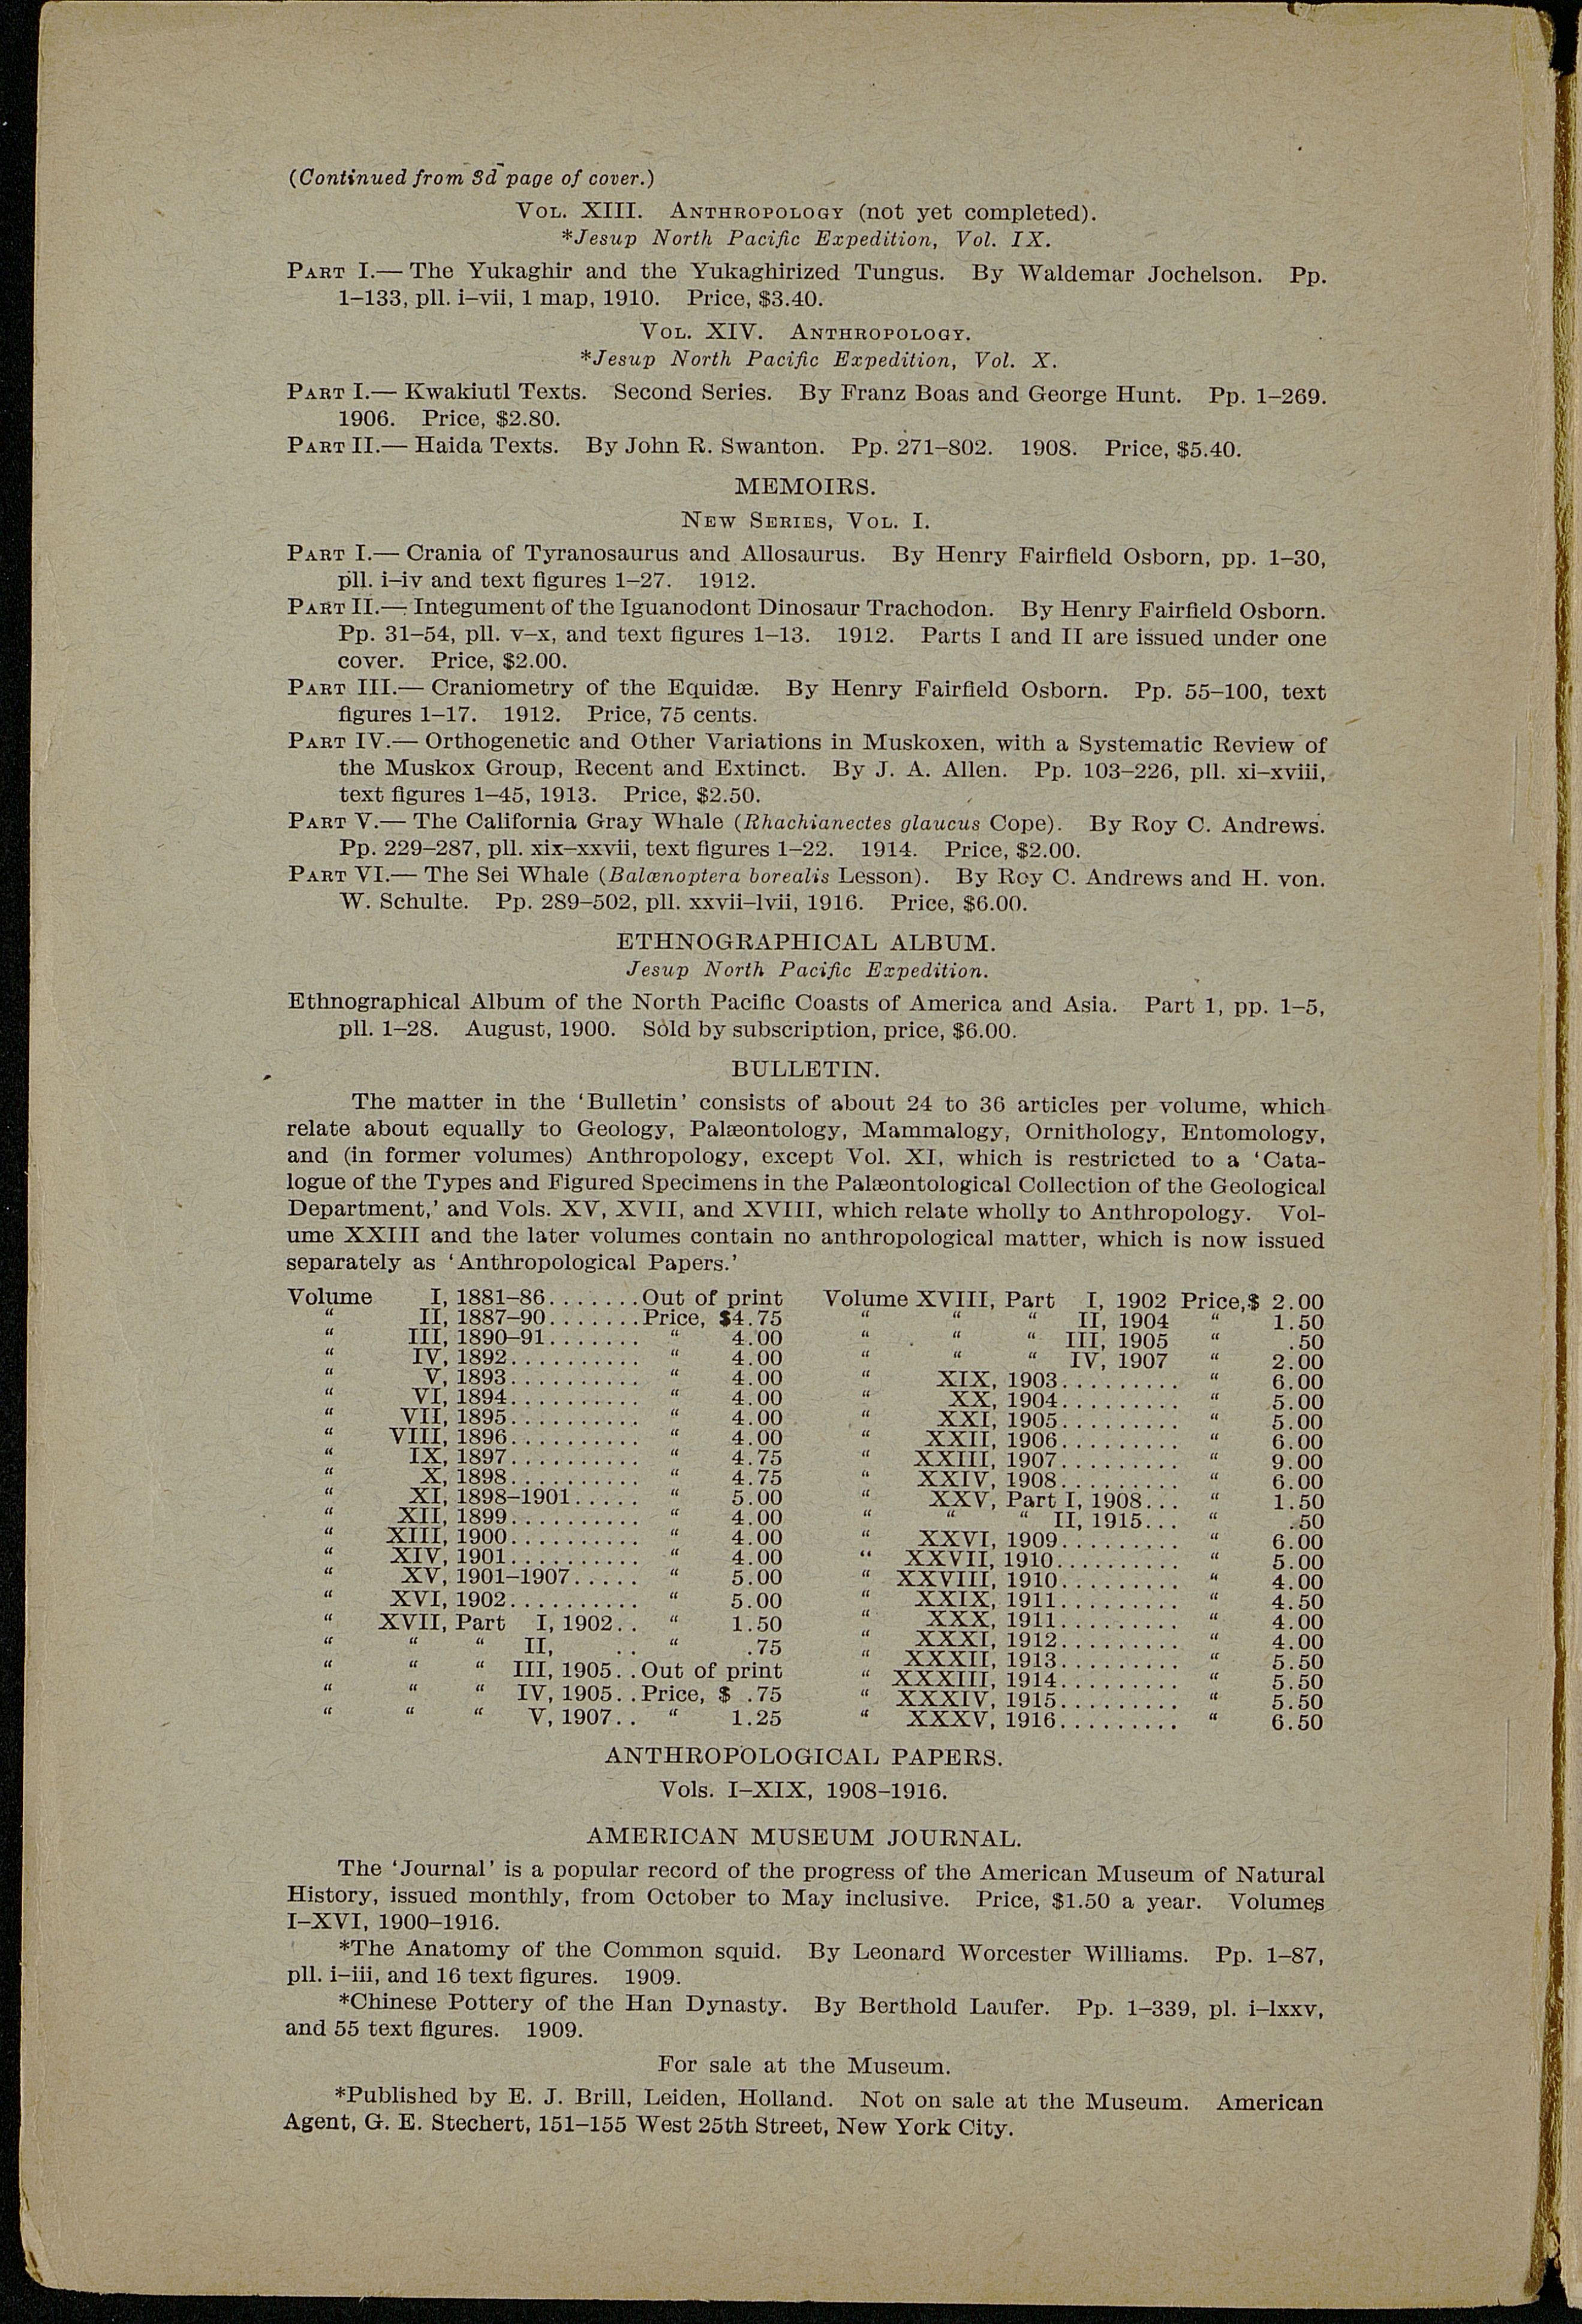 (Continued from 3d page of cover.)
VOL. XIII. ANTHROPOLOGY (not yet completed).
*Jesup North Pacific Expedition, Vol. IX.
PART I.— The Yukaghir and the Yukaghirized Tungus. By Waldemar Jochelson. Pp.
1–133, pll. i–vii, 1 map, 1910. Price, $3.40.
VOL. XIV. ANTHROPOLOGY.
*Jesup North Pacific Expedition, Vol. X.
PART I.— Kwakiutl Texts. Second Series. By Franz Boas and George Hunt. Pp. 1–269.
1906. Price, $2.80.
PART II.— Haida Texts. By John R. Swanton. Pp. 271–802. 1908. Price, $5.40.
MEMOIRS.
NEW SERIES, VOL. I.
PART I.— Crania of Tyranosaurus and Allosaurus. By Henry Fairfield Osborn, pp. 1–30,
pll. i–iv and text figures 1–27. 1912.
PART II.— Integument of the Iguanodont Dinosaur Trachodon. By Henry Fairfield Osborn.
Pp. 31–54, pll. v–x, and text figures 1–13. 1912. Parts I and II are issued under one
cover. Price, $2.00.
PART III.— Craniometry of the Equidæ. By Henry Fairfield Osborn. Pp. 55–100, text
figures 1–17. 1912. Price, 75 cents.
PART IV.— Orthogenetic and Other Variations in Muskoxen, with a Systematic Review of
the Muskox Group, Recent and Extinct. By J. A. Allen. Pp. 103–226, pll. xi–xviii,
text figures 1–45, 1913. Price, $2.50.
PART V.— The California Gray Whale (Rhachianectes glaucus Cope). By Roy C. Andrews.
Pp. 229–287, pll. xix–xxvii, text figures 1–22. 1914. Price, $2.00.
PART VI.— The Sei Whale (Balænoptera borealis Lesson). By Roy C. Andrews and H. von.
W. Schulte. Pp. 289–502, pll. xxvii–lvii, 1916. Price, $6.00.
ETHNOGRAPHICAL ALBUM.
Jesup North Pacific Expedition.
Ethnographical Album of the North Pacific Coasts of America and Asia. Part 1, pp. 1–5,
pll. 1–28. August, 1900. Sold by subscription, price, $6.00.
BULLETIN.
The matter in the ‘Bulletin’ consists of about 24 to 36 articles per volume, which
relate about equally to Geology, Palæontology, Mammalogy, Ornithology, Entomology,
and (in former volumes) Anthropology, except Vol. XI, which is restricted to a ‘Cata-
logue of the Types and Figured Specimens in the Palæontological Collection of the Geological
Department,’ and Vols. XV, XVII, and XVIII, which relate wholly to Anthropology. Vol-
ume XXIII and the later volumes contain no anthropological matter, which is now issued
separately as ‘Anthropological Papers.’
Volume I, 1881–86.......Out of print
“ II, 1887–90.......Price, $4.75
“ III, 1890–91....... “ 4.00
“ IV, 1892.......... “ 4.00
“ V, 1893.......... “ 4.00
“ VI, 1894.......... “ 4.00
“ VII, 1895.......... “ 4.00
“ VIII, 1896.......... “ 4.00
“ IX, 1897.......... “ 4.75
“ X, 1898.......... “ 4.75
“ XI, 1898–1901..... “ 5.00
“ XII, 1899.......... “ 4.00
“ XIII, 1900.......... “ 4.00
“ XIV, 1901.......... “ 4.00
“ XV, 1901–1907..... “ 5.00
“ XVI, 1902.......... “ 5.00
“ XVII, Part I, 1902.. “ 1.50
“ “ “ II, .. “ .75
“ “ “ III, 1905..Out of print
“ “ “ IV, 1905..Price, $ .75
“ “ “ V, 1907.. “ 1.25
Volume XVIII, Part I, 1902 Price,$ 2.00
“ “ “ II, 1904 “ 1.50
“ “ “ III, 1905 “ .50
“ “ “ IV, 1907 “ 2.00
“ XIX, 1903......... “ 6.00
“ XX, 1904......... “ 5.00
“ XXI, 1905......... “ 5.00
“ XXII, 1906......... “ 6.00
“ XXIII, 1907......... “ 9.00
“ XXIV, 1908......... “ 6.00
“ XXV, Part I, 1908... “ 1.50
“ “ “ II, 1915... “ .50
“ XXVI, 1909......... “ 6.00
“ XXVII, 1910.......... “ 5.00
“ XXVIII, 1910......... “ 4.00
“ XXIX, 1911......... “ 4.50
“ XXX, 1911......... “ 4.00
“ XXXI, 1912......... “ 4.00
“ XXXII, 1913......... “ 5.50
“ XXXIII, 1914......... “ 5.50
“ XXXIV, 1915......... “ 5.50
“ XXXV, 1916......... “ 6.50
ANTHROPOLOGICAL PAPERS.
Vols. I–XIX, 1908–1916.
AMERICAN MUSEUM JOURNAL.
The ‘Journal’ is a popular record of the progress of the American Museum of Natural
History, issued monthly, from October to May inclusive. Price, $1.50 a year. Volumes
I–XVI, 1900–1916.
*The Anatomy of the Common squid. By Leonard Worcester Williams. Pp. 1–87,
pll. i–iii, and 16 text figures. 1909.
*Chinese Pottery of the Han Dynasty. By Berthold Laufer. Pp. 1–339, pl. i–lxxv,
and 55 text figures. 1909.
For sale at the Museum.
*Published by E. J. Brill, Leiden, Holland. Not on sale at the Museum. American
Agent, G. E. Stechert, 151–155 West 25th Street, New York City.